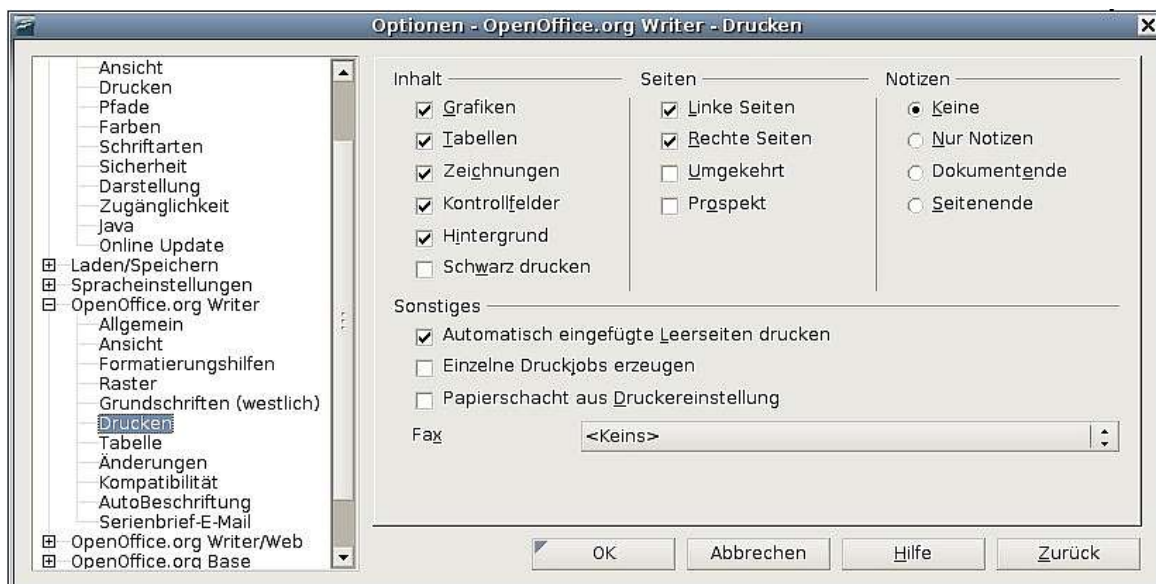 Optionen - OpenOffice.org Writer - Drucken
Ansicht
Drucken
Pfade
Farben
Schriftarten
Sicherheit
Darstellung
Zugänglichkeit
Java
Online Update
Laden/Speichern
Spracheinstellungen
OpenOffice.org Writer
Allgemein
Ansicht
Formatierungshilfen
Raster
Grundschriften (westlich)
Drucken
Tabelle
Änderungen
Kompatibilität
AutoBeschriftung
Serienbrief-E-Mail
OpenOffice.org Writer/Web
OpenOffice.org Base
Inhalt
Grafiken
Tabellen
Zeichnungen
Kontrollfelder
Hintergrund
Schwarz drucken
Seiten
Linke Seiten
Rechte Seiten
Umgekehrt
Prospekt
Notizen
Keine
Nur Notizen
Dokumentende
Seitenende
Sonstiges
Automatisch eingefügte Leerseiten drucken
Einzelne Druckjobs erzeugen
Papierschacht aus Druckereinstellung
Fax <Keins>
OK Abbrechen Hilfe Zurück